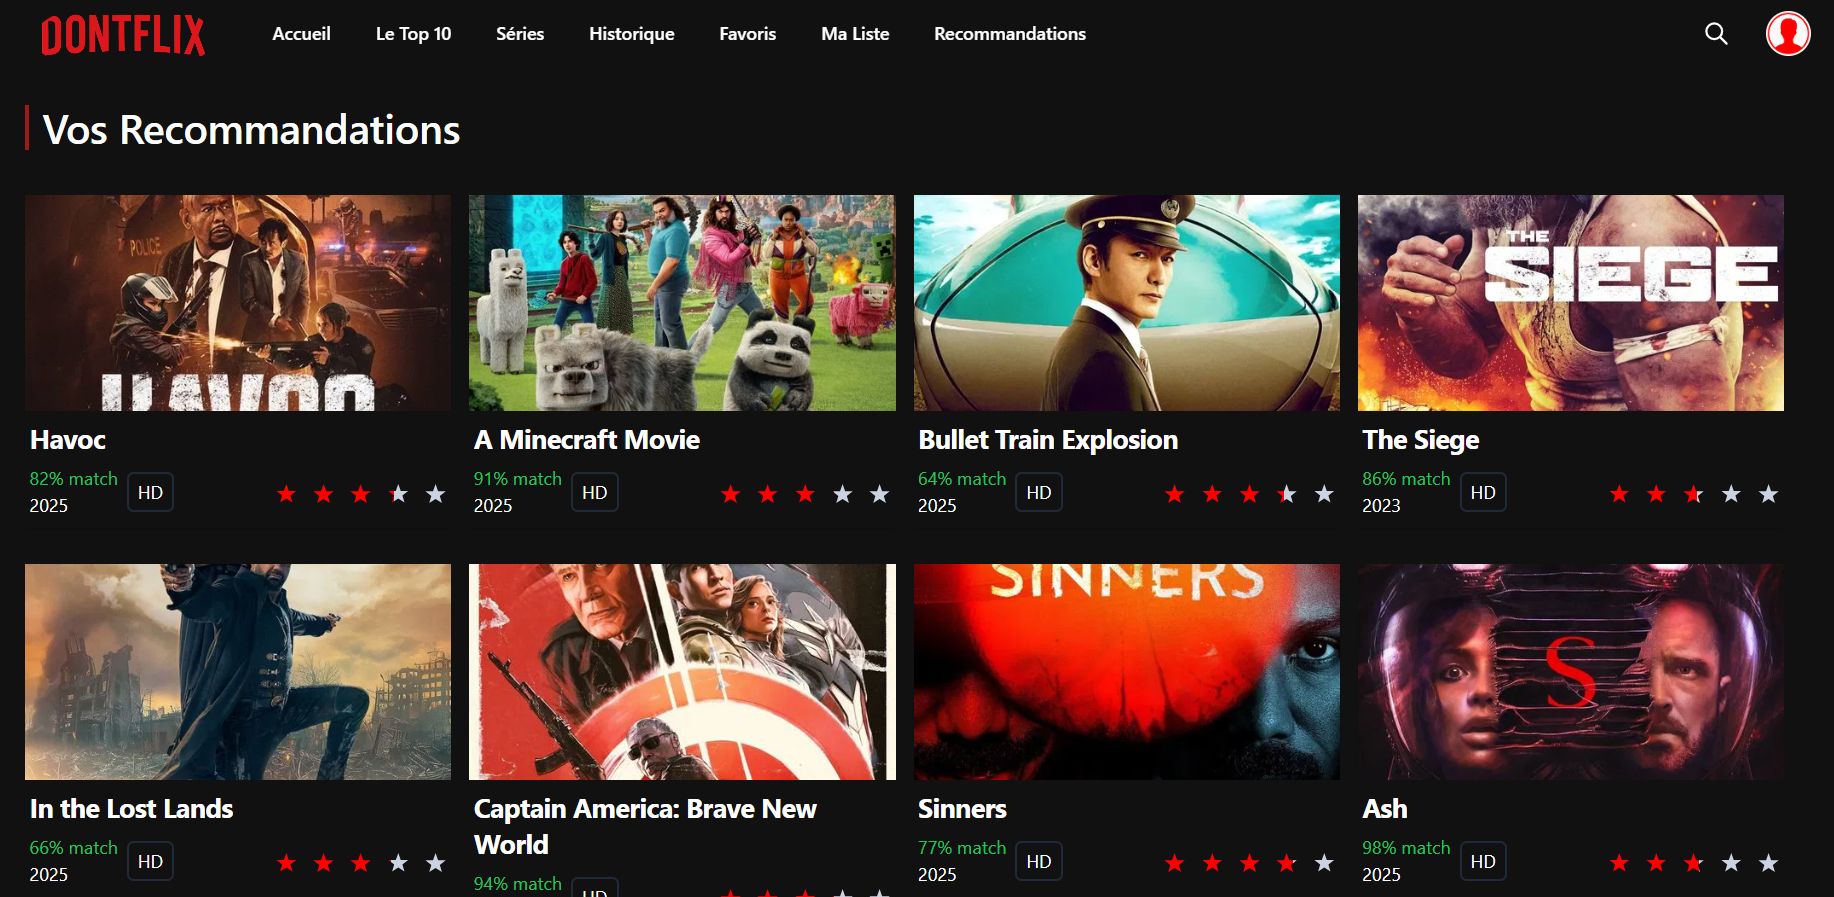 DONTFLIX
Accueil
Le Top 10
Séries
Historique
Favoris
Ma Liste
Recommandations
Vos Recommandations
POLICE
HAVOC
Havoc
82% match
HD
2025
A Minecraft Movie
91% match
HD
2025
Bullet Train Explosion
64% match
HD
2025
THE
SIEGE
The Siege
86% match
HD
2023
In the Lost Lands
66% match
HD
2025
Captain America: Brave New
World
94% match
HD
SINNERS
Sinners
77% match
HD
2025
S
Ash
98% match
HD
2025